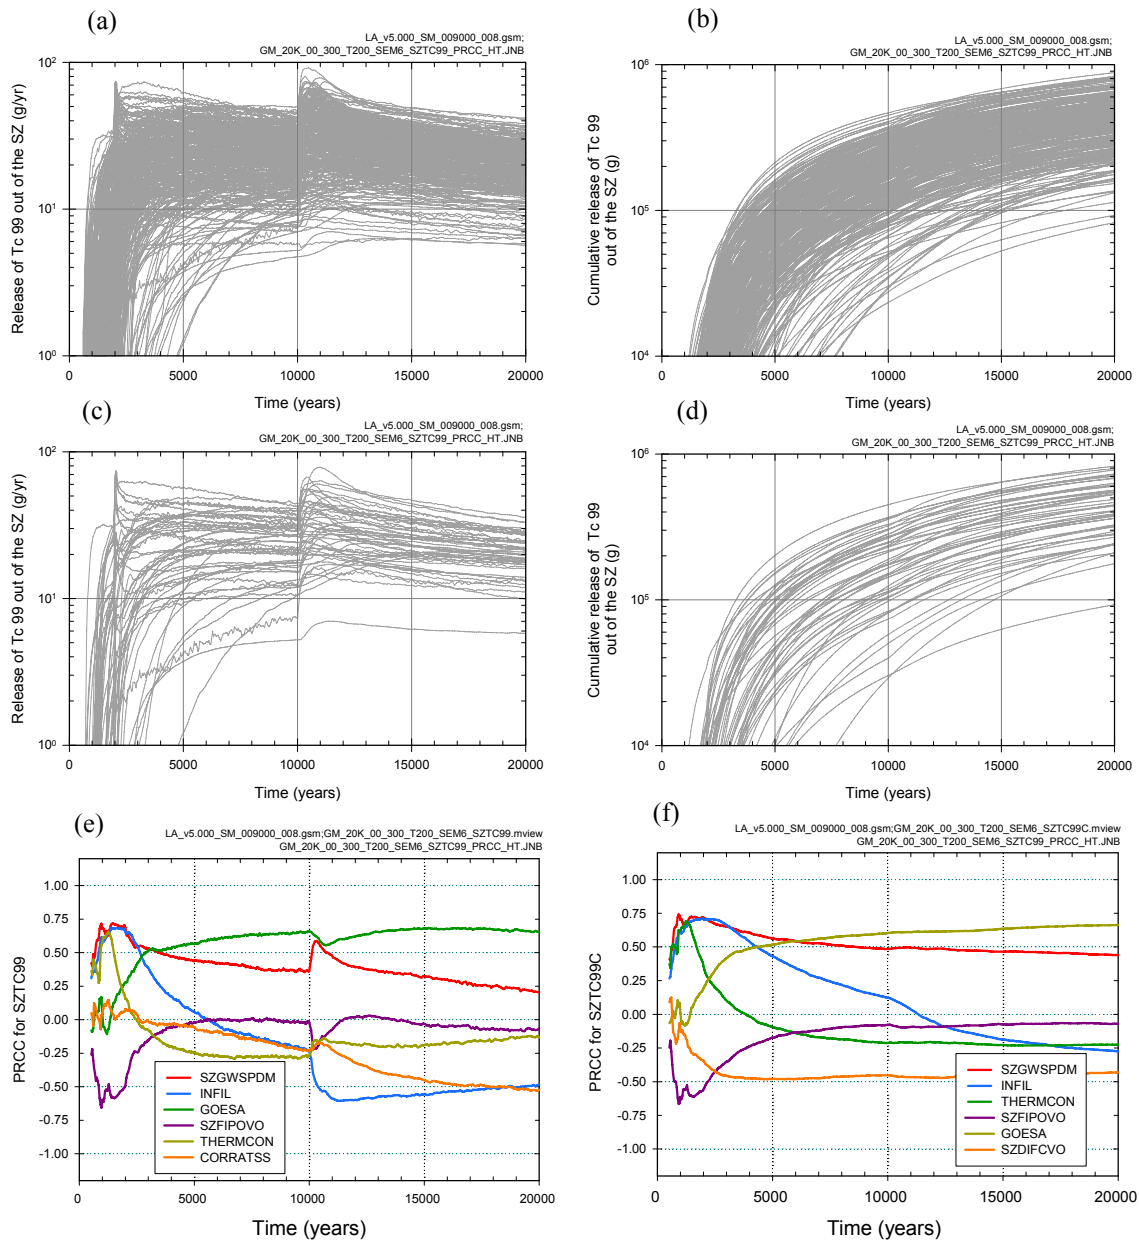 (a)
LA_v5.000_SM_009000_008.gsm;
GM_20K_00_300_T200_SEM6_SZTC99_PRCC_HT.JNB
Release of Tc 99 out of the SZ (g/yr)
10²
10¹
10⁰
0 5000 10000 15000 20000
Time (years)
(b)
LA_v5.000_SM_009000_008.gsm;
GM_20K_00_300_T200_SEM6_SZTC99_PRCC_HT.JNB
Cumulative release of Tc 99
out of the SZ (g)
10⁶
10⁵
10⁴
0 5000 10000 15000 20000
Time (years)
(c)
LA_v5.000_SM_009000_008.gsm;
GM_20K_00_300_T200_SEM6_SZTC99_PRCC_HT.JNB
Release of Tc 99 out of the SZ (g/yr)
10²
10¹
10⁰
0 5000 10000 15000 20000
Time (years)
(d)
LA_v5.000_SM_009000_008.gsm;
GM_20K_00_300_T200_SEM6_SZTC99_PRCC_HT.JNB
Cumulative release of Tc 99
out of the SZ (g)
10⁶
10⁵
10⁴
0 5000 10000 15000 20000
Time (years)
(e)
LA_v5.000_SM_009000_008.gsm;GM_20K_00_300_T200_SEM6_SZTC99.mview
GM_20K_00_300_T200_SEM6_SZTC99_PRCC_HT.JNB
PRCC for SZTC99
1.00
0.75
0.50
0.25
0.00
-0.25
-0.50
-0.75
-1.00
SZGWSPDM
INFIL
GOESA
SZFIPOVO
THERMCON
CORRATSS
0 5000 10000 15000 20000
Time (years)
(f)
LA_v5.000_SM_009000_008.gsm;GM_20K_00_300_T200_SEM6_SZTC99C.mview
GM_20K_00_300_T200_SEM6_SZTC99_PRCC_HT.JNB
PRCC for SZTC99C
1.00
0.75
0.50
0.25
0.00
-0.25
-0.50
-0.75
-1.00
SZGWSPDM
INFIL
THERMCON
SZFIPOVO
GOESA
SZDIFCVO
0 5000 10000 15000 20000
Time (years)